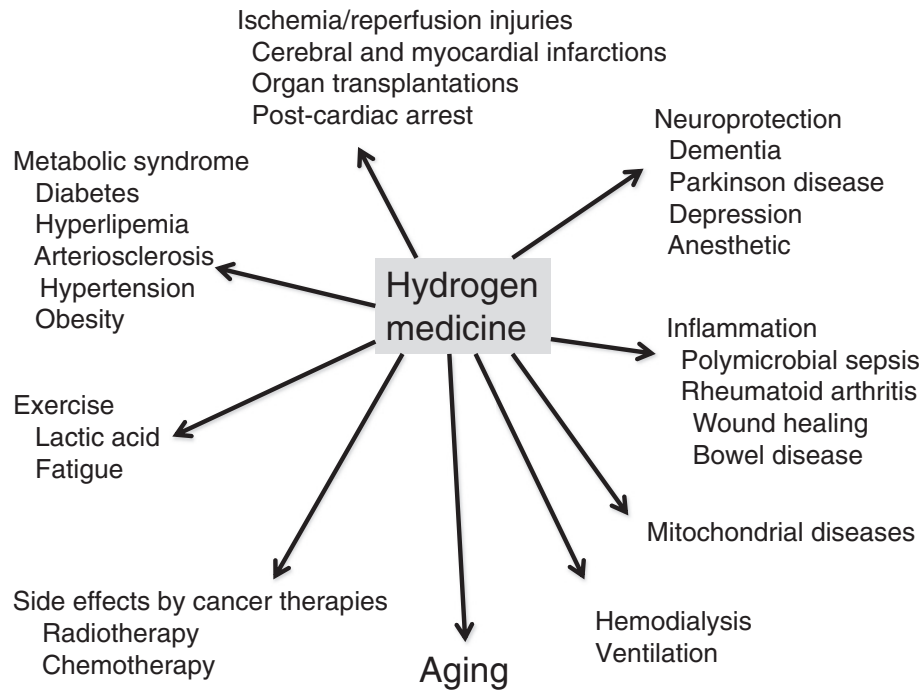 Ischemia/reperfusion injuries
Cerebral and myocardial infarctions
Organ transplantations
Post-cardiac arrest
Neuroprotection
Dementia
Parkinson disease
Depression
Anesthetic
Metabolic syndrome
Diabetes
Hyperlipemia
Arteriosclerosis
Hypertension
Obesity
Hydrogen
medicine
Inflammation
Polymicrobial sepsis
Rheumatoid arthritis
Wound healing
Bowel disease
Exercise
Lactic acid
Fatigue
Mitochondrial diseases
Side effects by cancer therapies
Radiotherapy
Chemotherapy
Aging
Hemodialysis
Ventilation